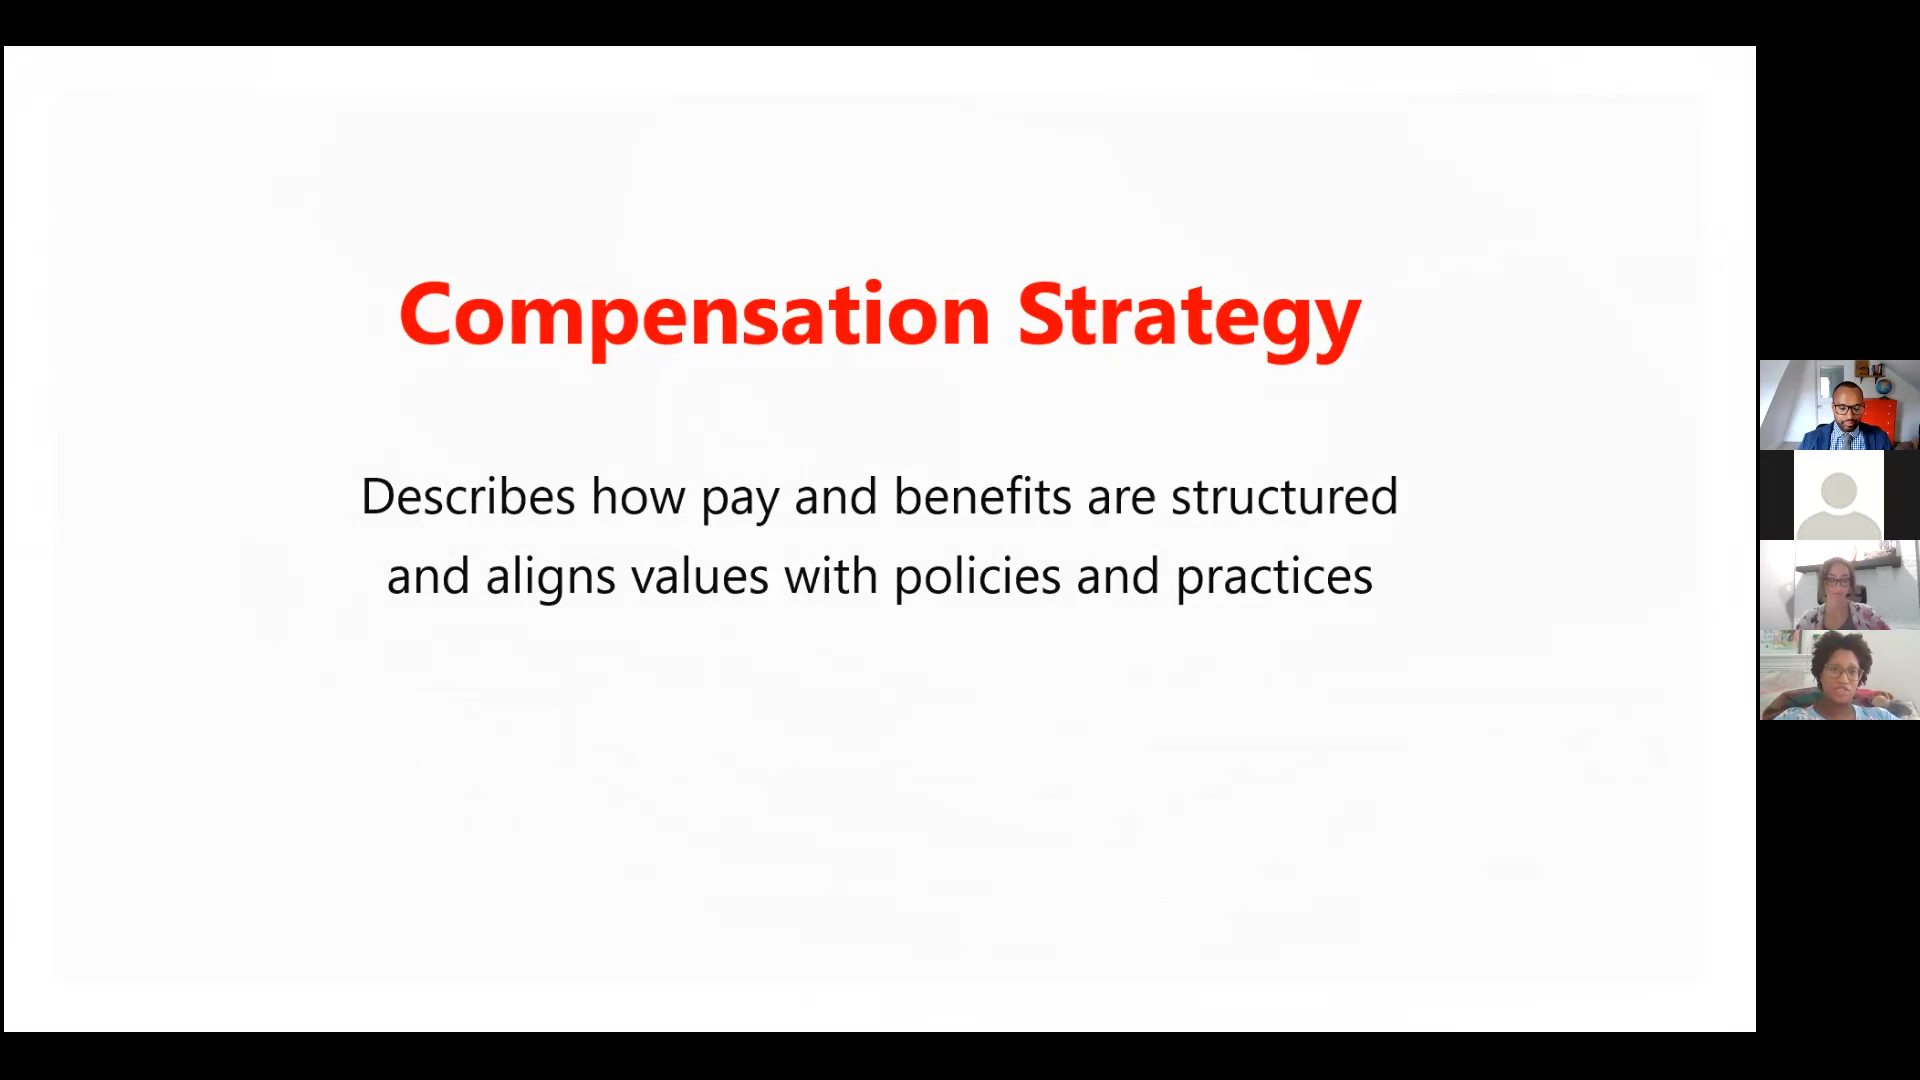 Compensation Strategy
Describes how pay and benefits are structured
and aligns values with policies and practices